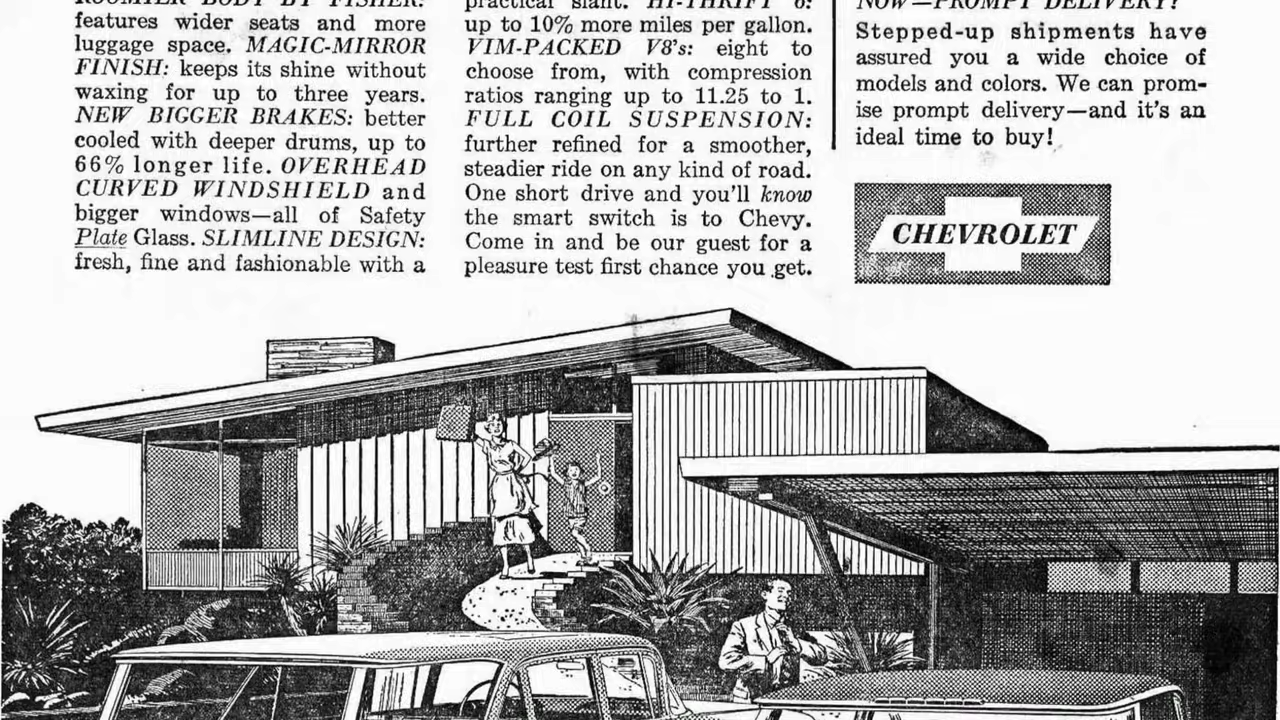 ROOMIER BODY BY FISHER:
features wider seats and more
luggage space. MAGIC-MIRROR
FINISH: keeps its shine without
waxing for up to three years.
NEW BIGGER BRAKES: better
cooled with deeper drums, up to
66% longer life. OVERHEAD
CURVED WINDSHIELD and
bigger windows—all of Safety
Plate Glass. SLIMLINE DESIGN:
fresh, fine and fashionable with a
practical slant. HI-THRIFT 6:
up to 10% more miles per gallon.
VIM-PACKED V8's: eight to
choose from, with compression
ratios ranging up to 11.25 to 1.
FULL COIL SUSPENSION:
further refined for a smoother,
steadier ride on any kind of road.
One short drive and you'll know
the smart switch is to Chevy.
Come in and be our guest for a
pleasure test first chance you get.
NOW—PROMPT DELIVERY!
Stepped-up shipments have
assured you a wide choice of
models and colors. We can prom-
ise prompt delivery—and it's an
ideal time to buy!
CHEVROLET